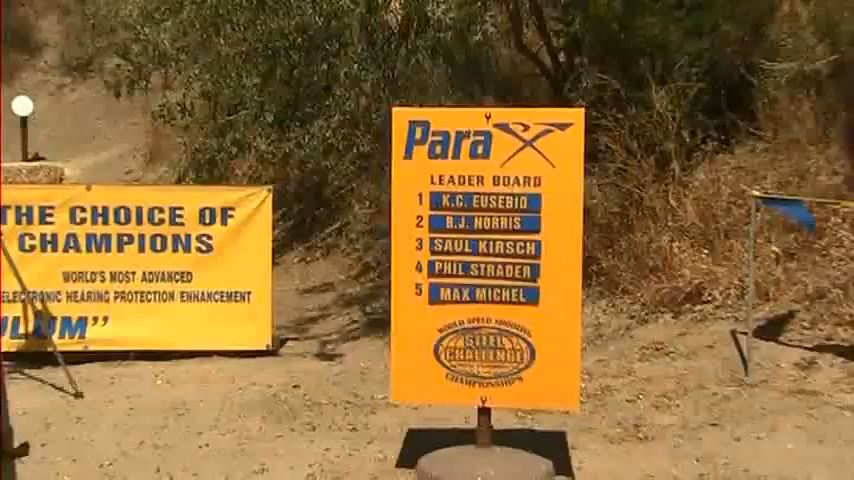 THE CHOICE OF
CHAMPIONS
WORLD'S MOST ADVANCED
ELECTRONIC HEARING PROTECTION ENHANCEMENT
ULUM"
Para
LEADER BOARD
1 K.C. EUSEBIO
2 B.J. NORRIS
3 SAUL KIRSCH
4 PHIL STRADER
5 MAX MICHEL
WORLD SPEED SHOOTING
STEEL
CHALLENGE
CHAMPIONSHIPS